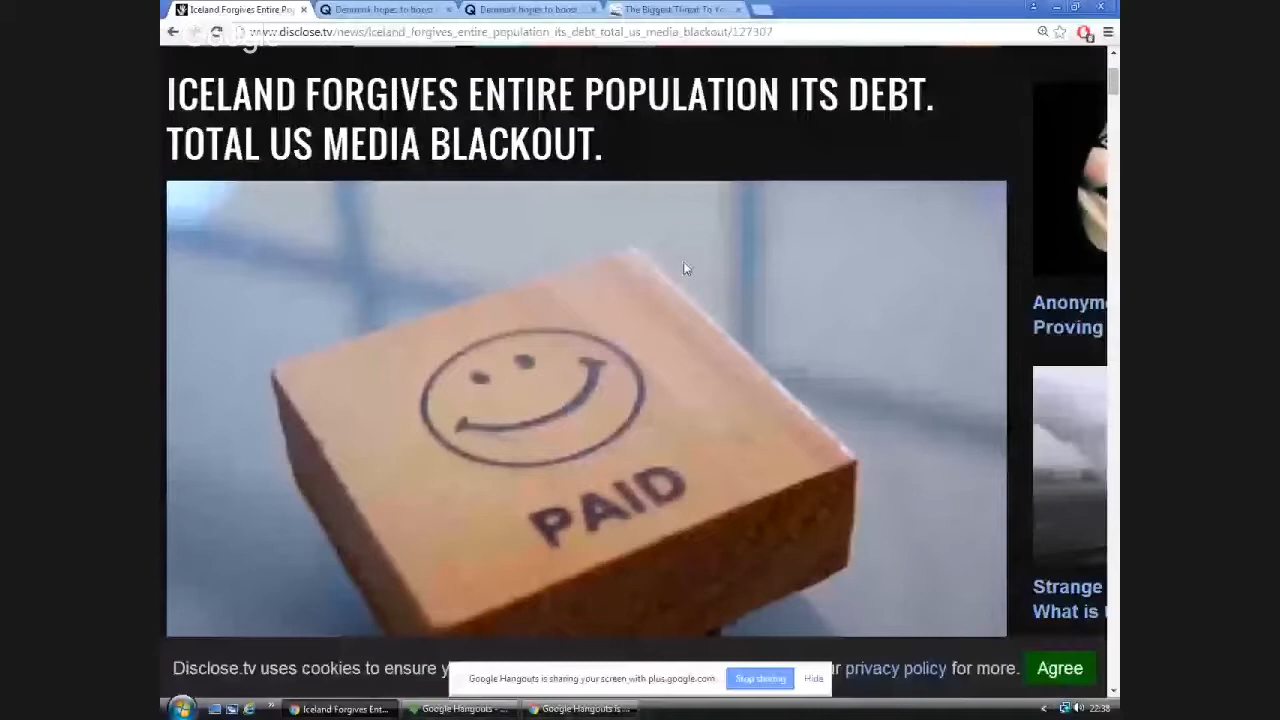 Iceland Forgives Entire Po
Denmark hopes to boost
Denmark hopes to boost
The Biggest Threat To Yo
www.disclose.tv/news/iceland_forgives_entire_population_its_debt_total_us_media_blackout/127307
Google
ICELAND FORGIVES ENTIRE POPULATION ITS DEBT.
TOTAL US MEDIA BLACKOUT.
PAID
Anonym
Proving
Strange
What is
Disclose.tv uses cookies to ensure
privacy policy for more.
Agree
Google Hangouts is sharing your screen with plus.google.com
Stop sharing
Hide
Iceland Forgives Ent...
Google Hangouts - ...
Google Hangouts is ...
22:38